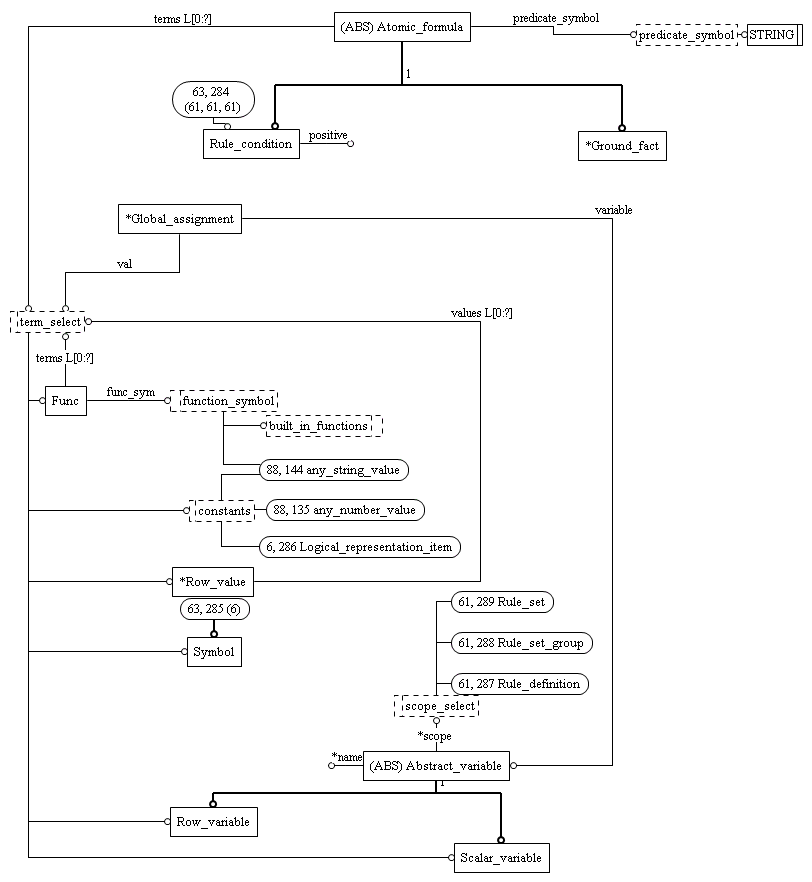 terms L[0:?]
(ABS) Atomic_formula
predicate_symbol
predicate_symbol
STRING
1
63, 284
(61, 61, 61)
Rule_condition
positive
*Ground_fact
*Global_assignment
variable
val
term_select
values L[0:?]
terms L[0:?]
Func
func_sym
function_symbol
built_in_functions
88, 144 any_string_value
constants
88, 135 any_number_value
6, 286 Logical_representation_item
*Row_value
63, 285 (6)
61, 289 Rule_set
Symbol
61, 288 Rule_set_group
61, 287 Rule_definition
scope_select
*scope
*name
(ABS) Abstract_variable
1
Row_variable
Scalar_variable